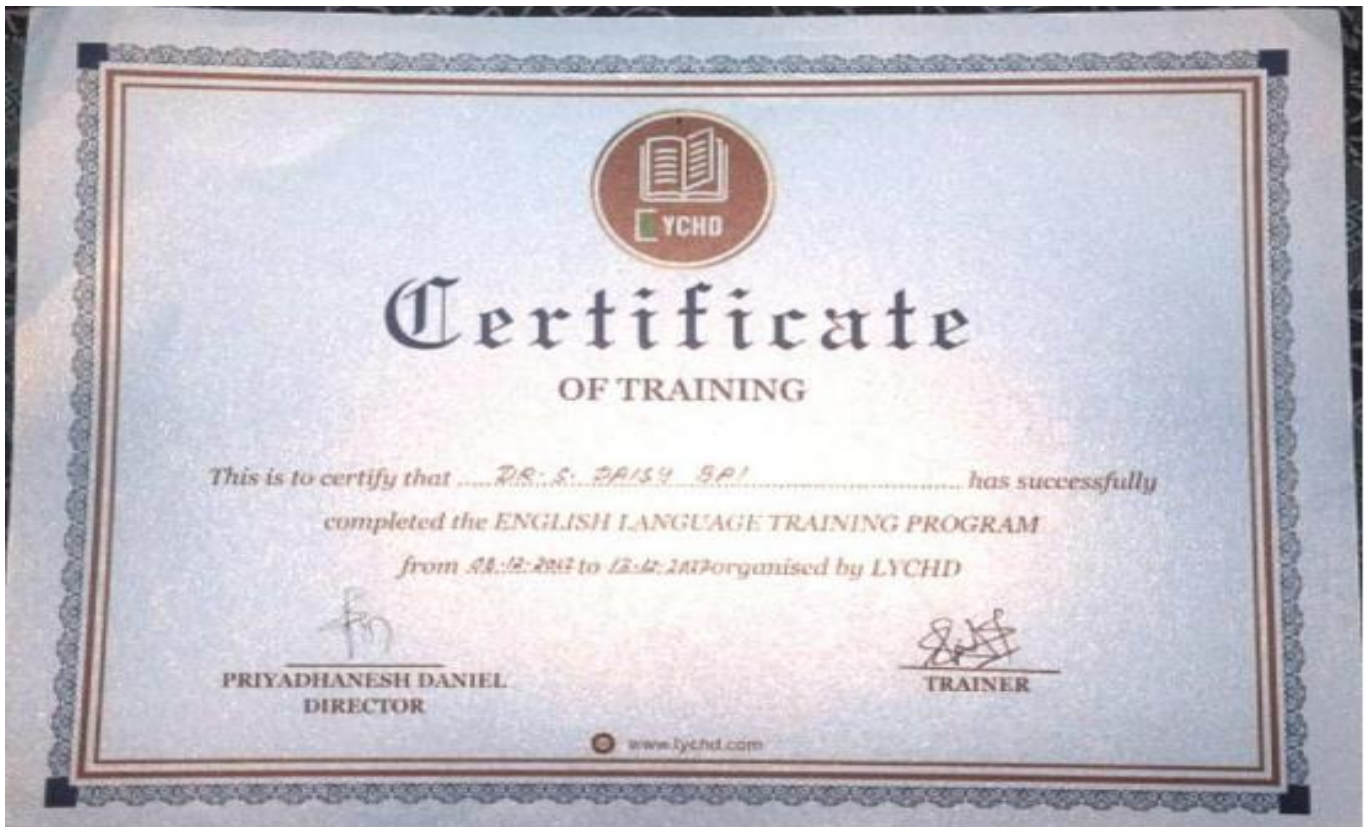 LYCHD
Certificate
OF TRAINING
This is to certify that ..... DR. S. DAISY BAI ..... has successfully
completed the ENGLISH LANGUAGE TRAINING PROGRAM
from to organised by LYCHD
PRIYADHANESH DANIEL
DIRECTOR
TRAINER
www.lychd.com